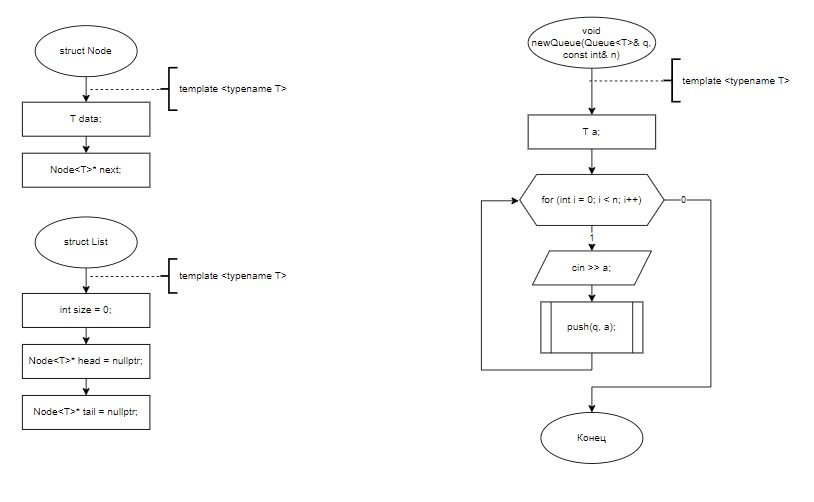 struct Node
template <typename T>
T data;
Node<T>* next;
struct List
template <typename T>
int size = 0;
Node<T>* head = nullptr;
Node<T>* tail = nullptr;
void
newQueue(Queue<T>& q,
const int& n)
template <typename T>
T a;
for (int i = 0; i < n; i++)
0
1
cin >> a;
push(q, a);
Конец